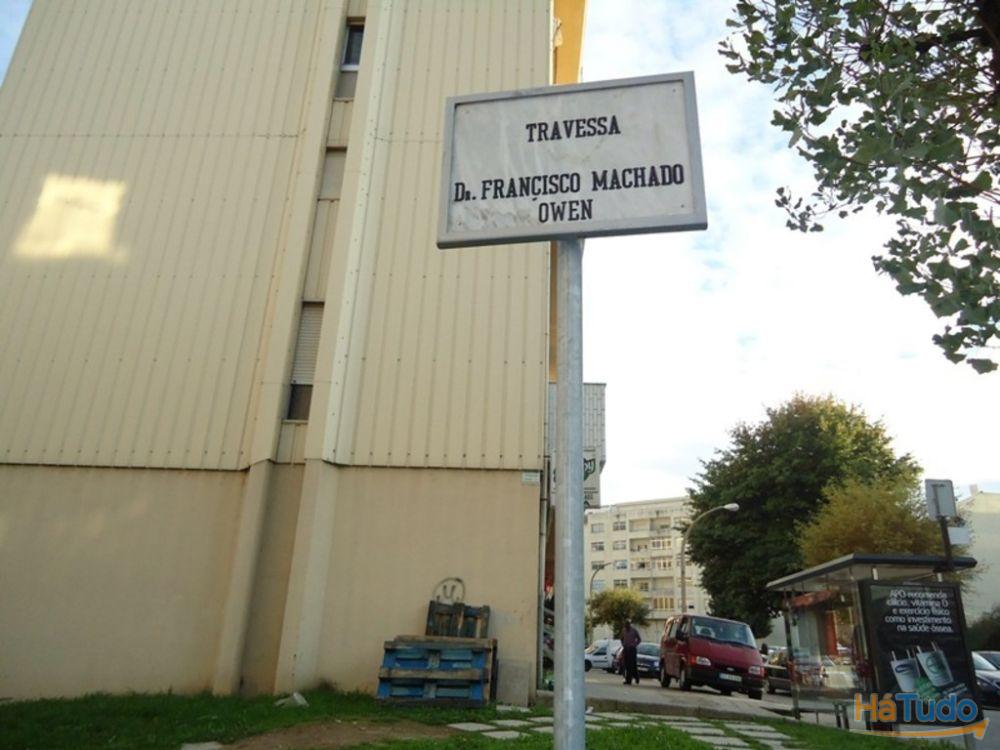 TRAVESSA
DR. FRANÇISCO MACHADO
OWEN
APO recomenda
cálcio, vitamina D
e exercício físico
como investimento
na saúde óssea.
HáTudo